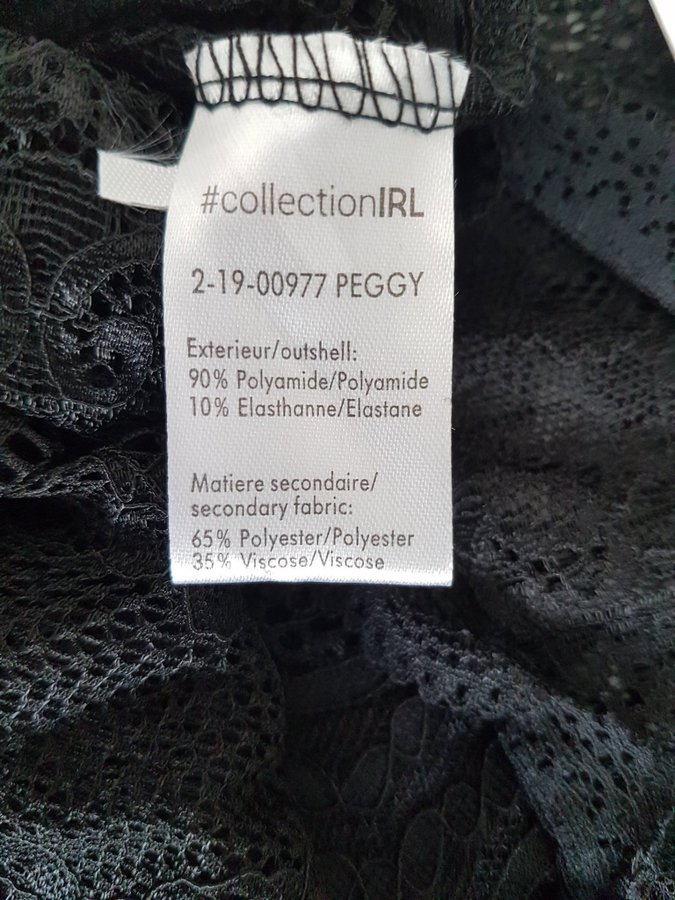 #collectionIRL
2-19-00977 PEGGY
Exterieur/outshell:
90% Polyamide/Polyamide
10% Elasthanne/Elastane
Matiere secondaire/
secondary fabric:
65% Polyester/Polyester
35% Viscose/Viscose